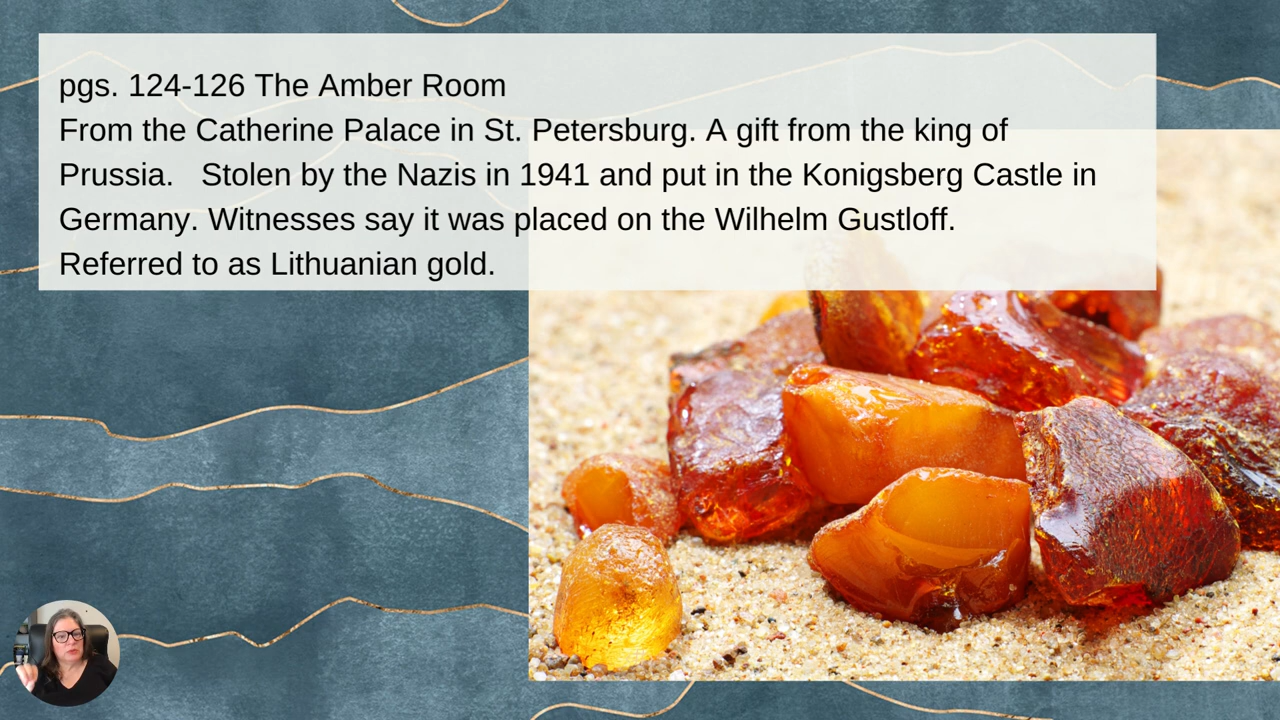 pgs. 124-126 The Amber Room
From the Catherine Palace in St. Petersburg. A gift from the king of
Prussia.   Stolen by the Nazis in 1941 and put in the Konigsberg Castle in
Germany. Witnesses say it was placed on the Wilhelm Gustloff.
Referred to as Lithuanian gold.